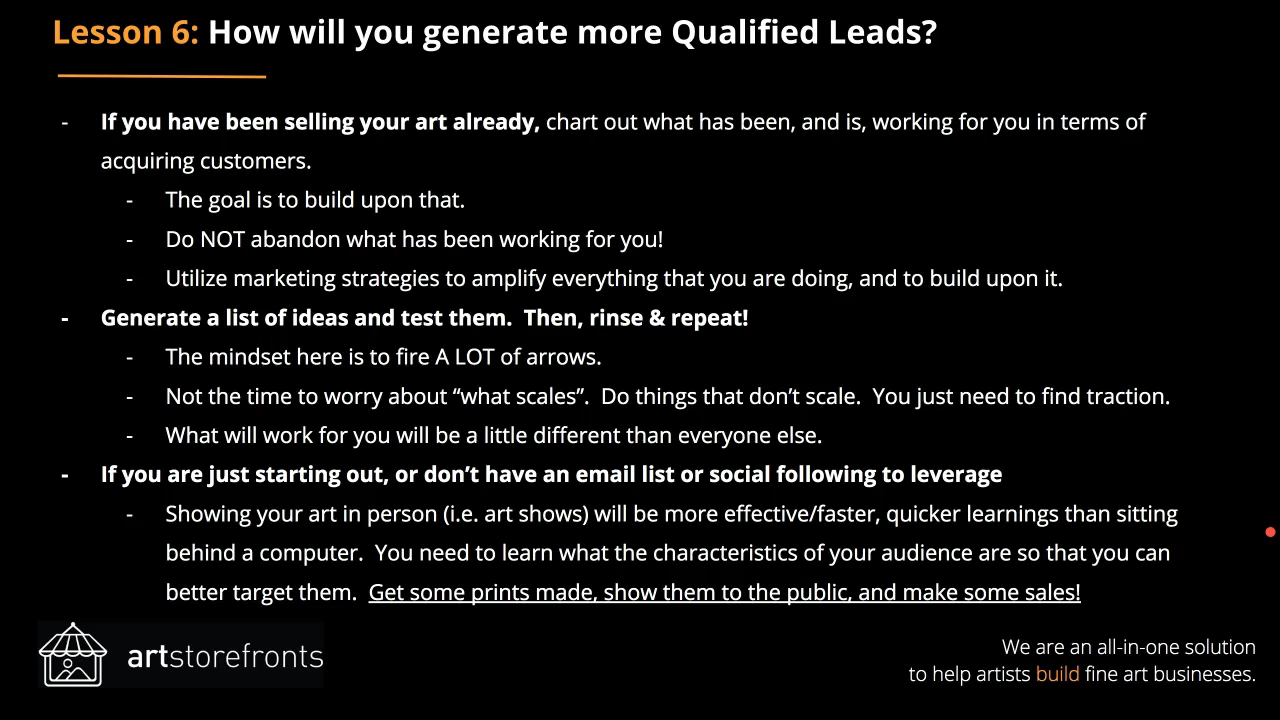 Lesson 6: How will you generate more Qualified Leads?
- If you have been selling your art already, chart out what has been, and is, working for you in terms of
acquiring customers.
- The goal is to build upon that.
- Do NOT abandon what has been working for you!
- Utilize marketing strategies to amplify everything that you are doing, and to build upon it.
- Generate a list of ideas and test them.  Then, rinse & repeat!
- The mindset here is to fire A LOT of arrows.
- Not the time to worry about “what scales”.  Do things that don’t scale.  You just need to find traction.
- What will work for you will be a little different than everyone else.
- If you are just starting out, or don’t have an email list or social following to leverage
- Showing your art in person (i.e. art shows) will be more effective/faster, quicker learnings than sitting
behind a computer.  You need to learn what the characteristics of your audience are so that you can
better target them.  Get some prints made, show them to the public, and make some sales!
artstorefronts
We are an all-in-one solution
to help artists build fine art businesses.